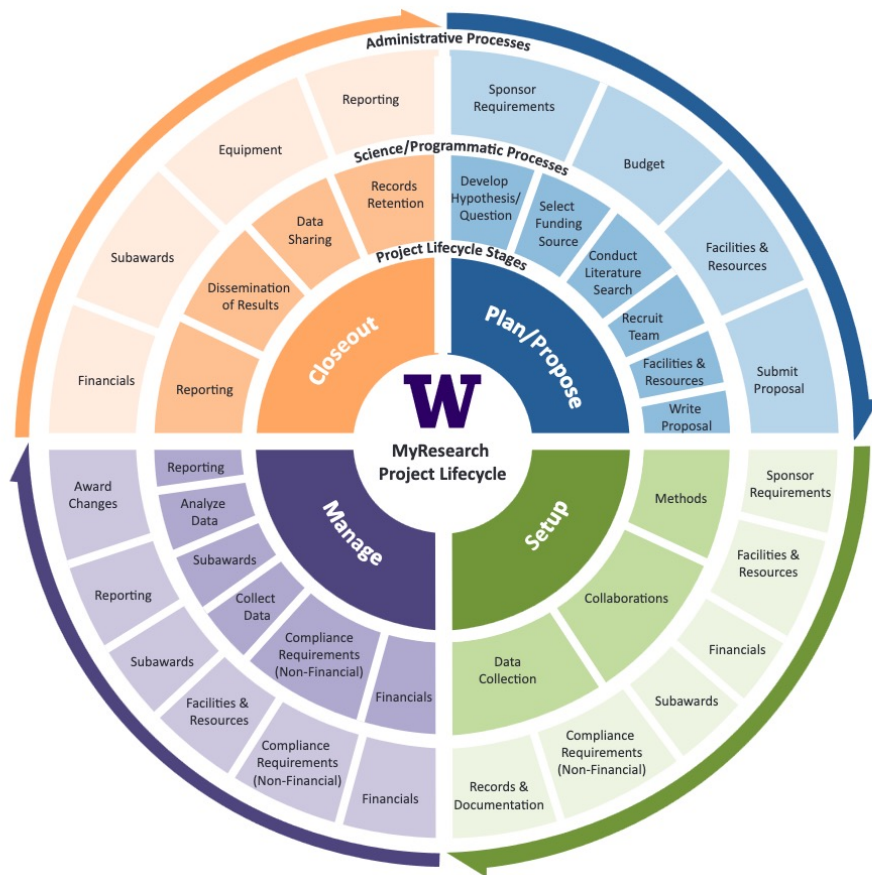 Administrative Processes
Reporting
Sponsor
Requirements
Equipment
Budget
Subawards
Facilities &
Resources
Financials
Submit
Proposal
Science/Programmatic Processes
Records
Retention
Develop
Hypothesis/
Question
Data
Sharing
Select
Funding
Source
Dissemination
of Results
Conduct
Literature
Search
Reporting
Recruit
Team
Facilities &
Resources
Write
Proposal
Project Lifecycle Stages
Closeout
Plan/Propose
W
MyResearch
Project Lifecycle
Manage
Setup
Reporting
Analyze
Data
Subawards
Collect
Data
Compliance
Requirements
(Non-Financial)
Financials
Methods
Collaborations
Data
Collection
Award
Changes
Reporting
Subawards
Facilities &
Resources
Compliance
Requirements
(Non-Financial)
Financials
Sponsor
Requirements
Facilities &
Resources
Financials
Subawards
Compliance
Requirements
(Non-Financial)
Records &
Documentation